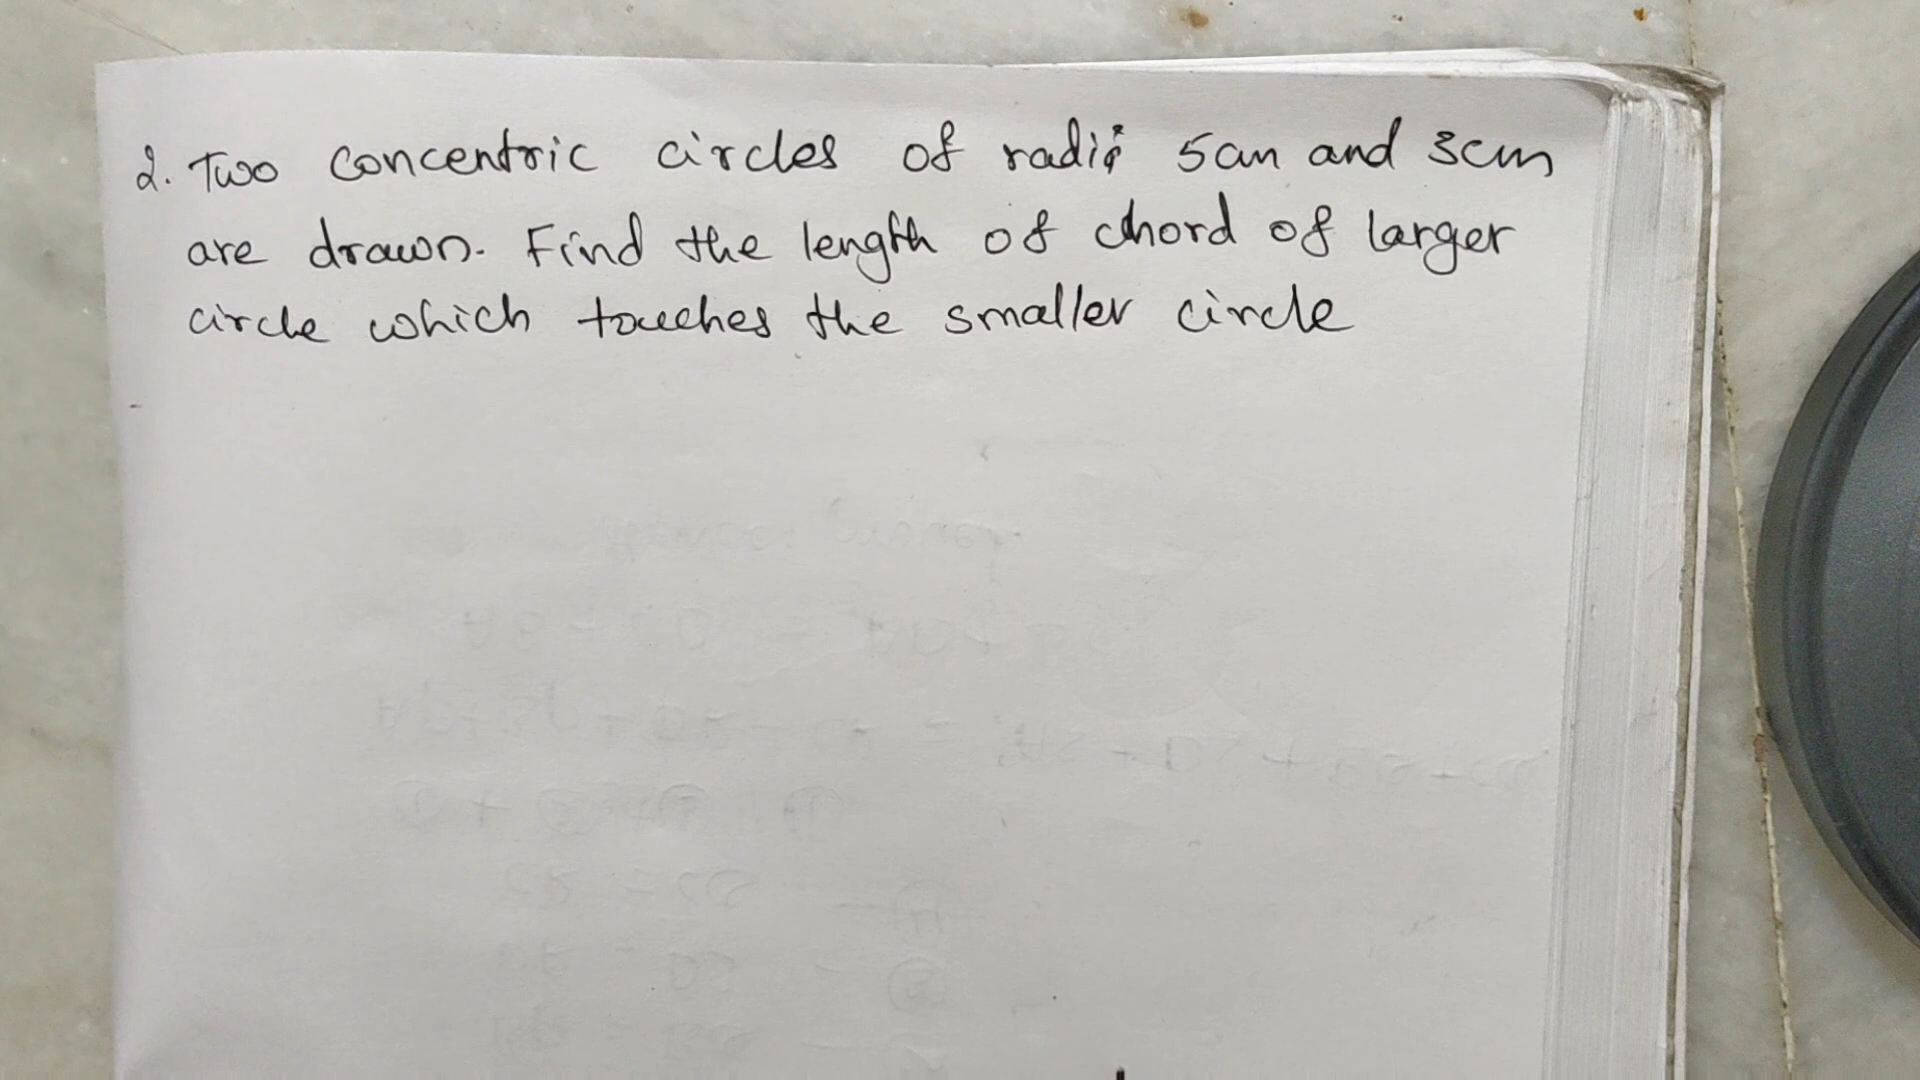 2. Two concentric circles of radii 5cm and 3cm
are drawn. Find the length of chord of larger
circle which touches the smaller circle